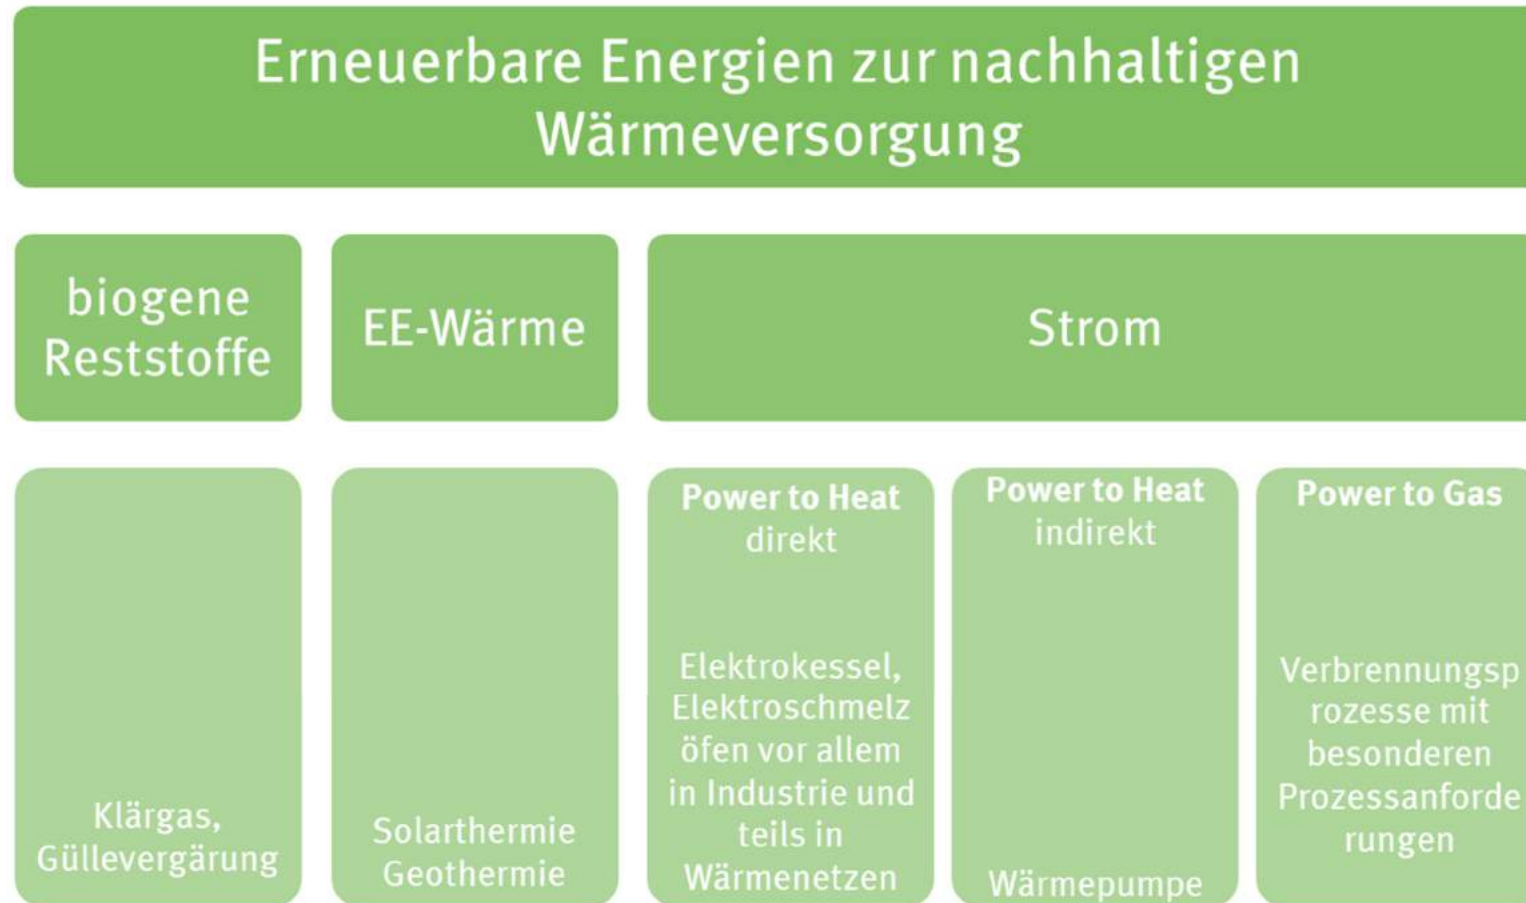 Erneuerbare Energien zur nachhaltigen
Wärmeversorgung
biogene
Reststoffe
EE-Wärme
Strom
Klärgas,
Güllevergärung
Solarthermie
Geothermie
Power to Heat
direkt
Elektrokessel,
Elektroschmelz
öfen vor allem
in Industrie und
teils in
Wärmenetzen
Power to Heat
indirekt
Wärmepumpe
Power to Gas
Verbrennungsp
rozesse mit
besonderen
Prozessanforde
rungen